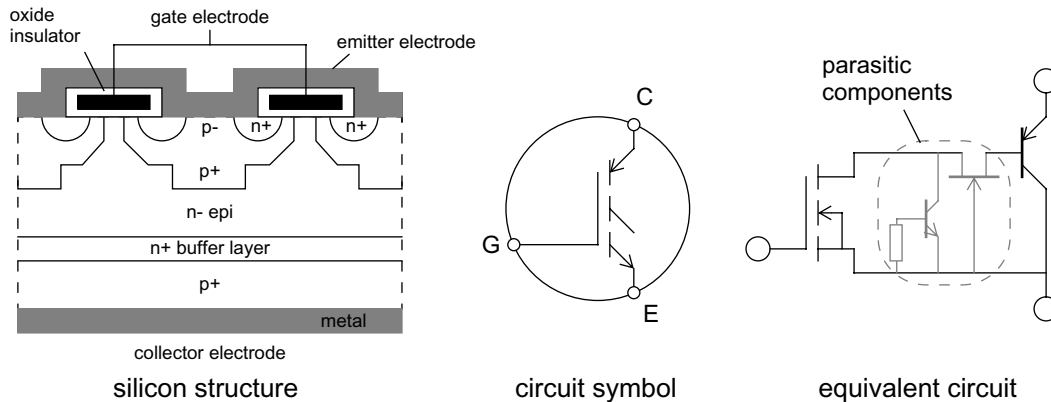 oxide
insulator
gate electrode
emitter electrode
p-
n+
n+
p+
n- epi
n+ buffer layer
p+
metal
collector electrode
silicon structure
C
G
E
circuit symbol
parasitic
components
equivalent circuit